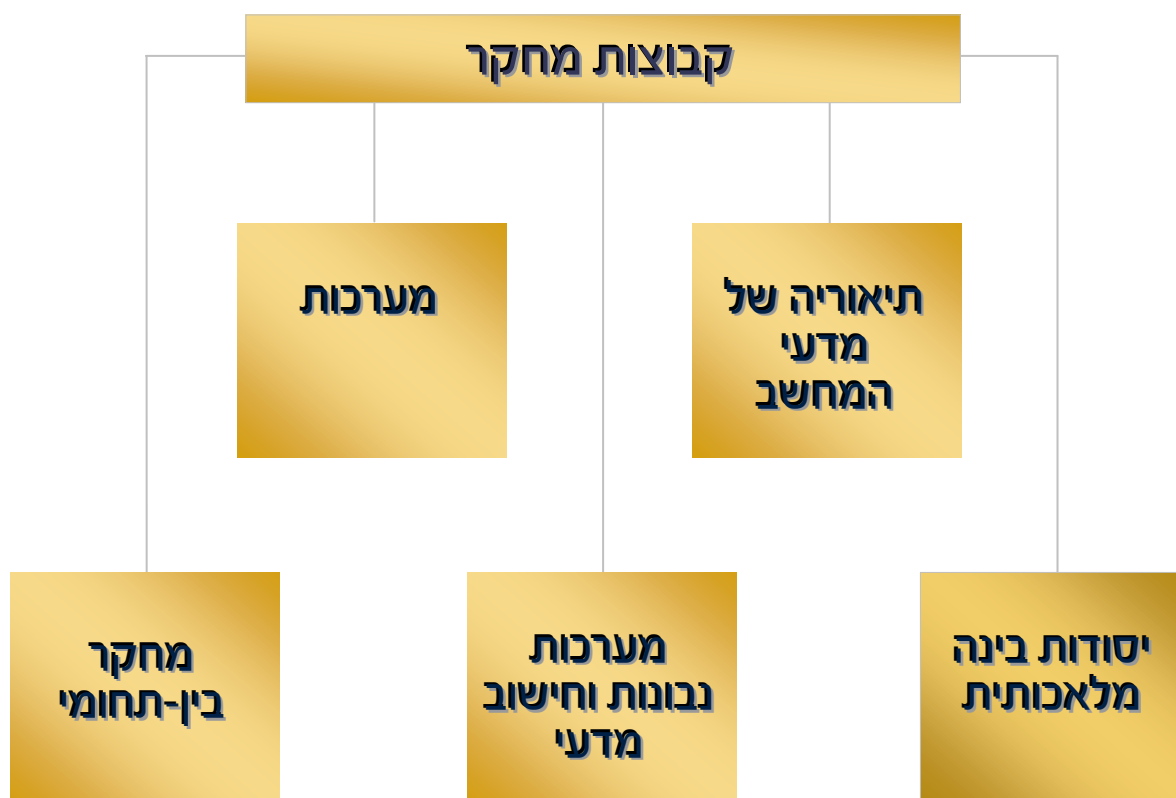 קבוצות מחקר
תיאוריה של
מדעי
המחשב
מערכות
יסודות בינה
מלאכותית
מערכות
נבונות וחישוב
מדעי
מחקר
בין-תחומי